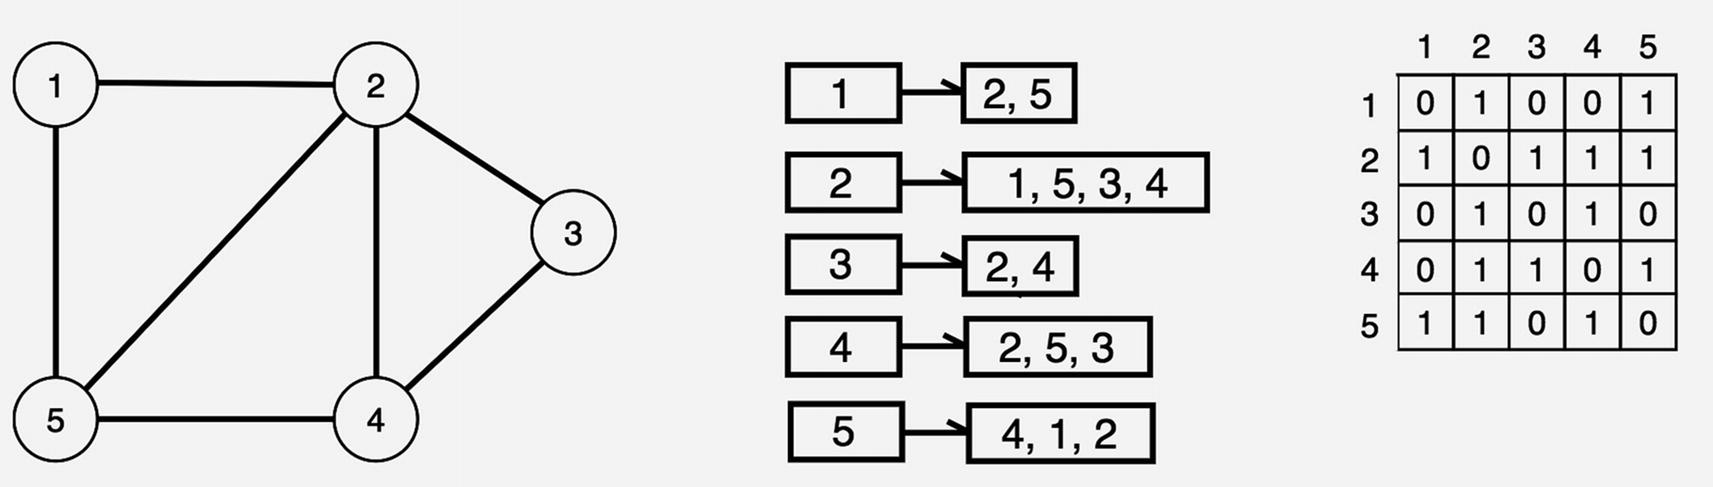 1
2
3
5
4
1 2, 5
2 1, 5, 3, 4
3 2, 4
4 2, 5, 3
5 4, 1, 2
1 2 3 4 5
1 0 1 0 0 1
2 1 0 1 1 1
3 0 1 0 1 0
4 0 1 1 0 1
5 1 1 0 1 0